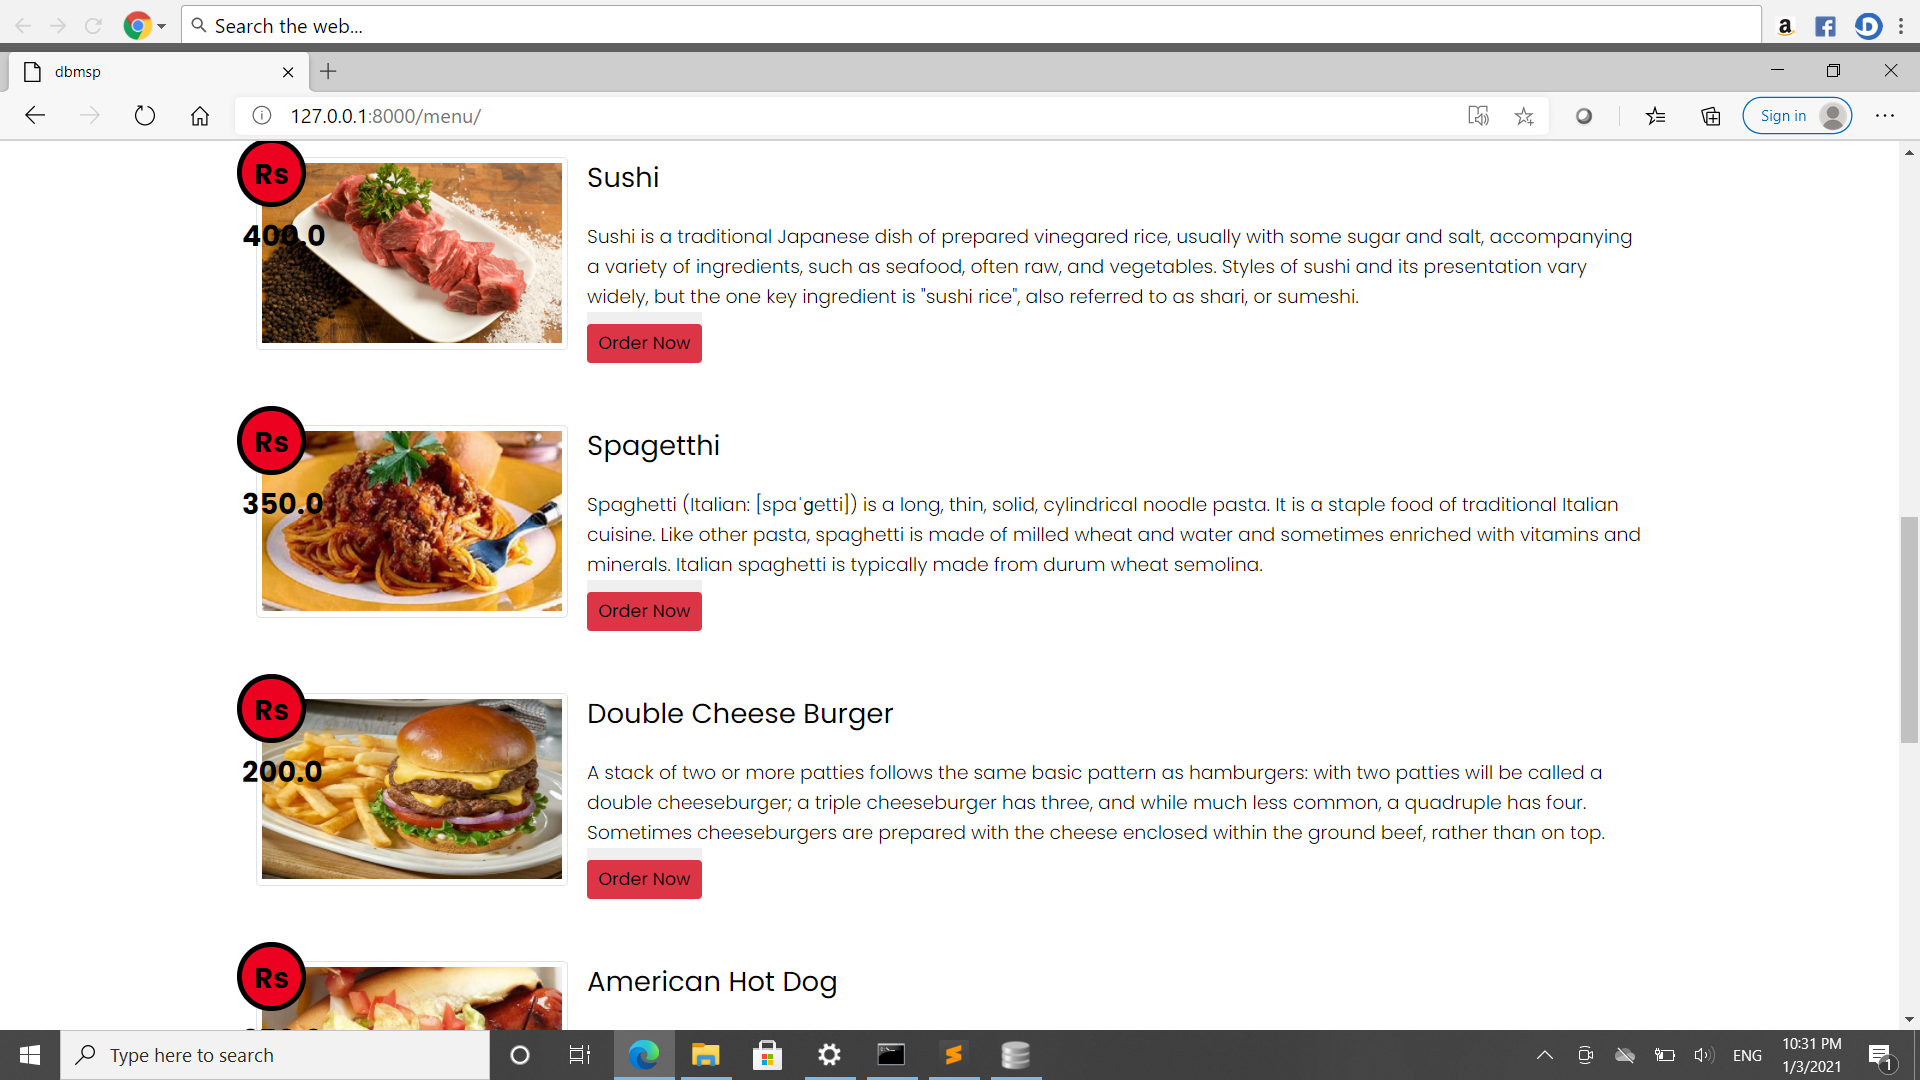 Search the web...
a
f
D
dbmsp
127.0.0.1:8000/menu/
Sign in
Rs
400.0
Sushi
Sushi is a traditional Japanese dish of prepared vinegared rice, usually with some sugar and salt, accompanying
a variety of ingredients, such as seafood, often raw, and vegetables. Styles of sushi and its presentation vary
widely, but the one key ingredient is "sushi rice", also referred to as shari, or sumeshi.
Order Now
Rs
350.0
Spagetthi
Spaghetti (Italian: [spaˈɡetti]) is a long, thin, solid, cylindrical noodle pasta. It is a staple food of traditional Italian
cuisine. Like other pasta, spaghetti is made of milled wheat and water and sometimes enriched with vitamins and
minerals. Italian spaghetti is typically made from durum wheat semolina.
Order Now
Rs
200.0
Double Cheese Burger
A stack of two or more patties follows the same basic pattern as hamburgers: with two patties will be called a
double cheeseburger; a triple cheeseburger has three, and while much less common, a quadruple has four.
Sometimes cheeseburgers are prepared with the cheese enclosed within the ground beef, rather than on top.
Order Now
Rs
American Hot Dog
Type here to search
ENG
10:31 PM
1/3/2021
1